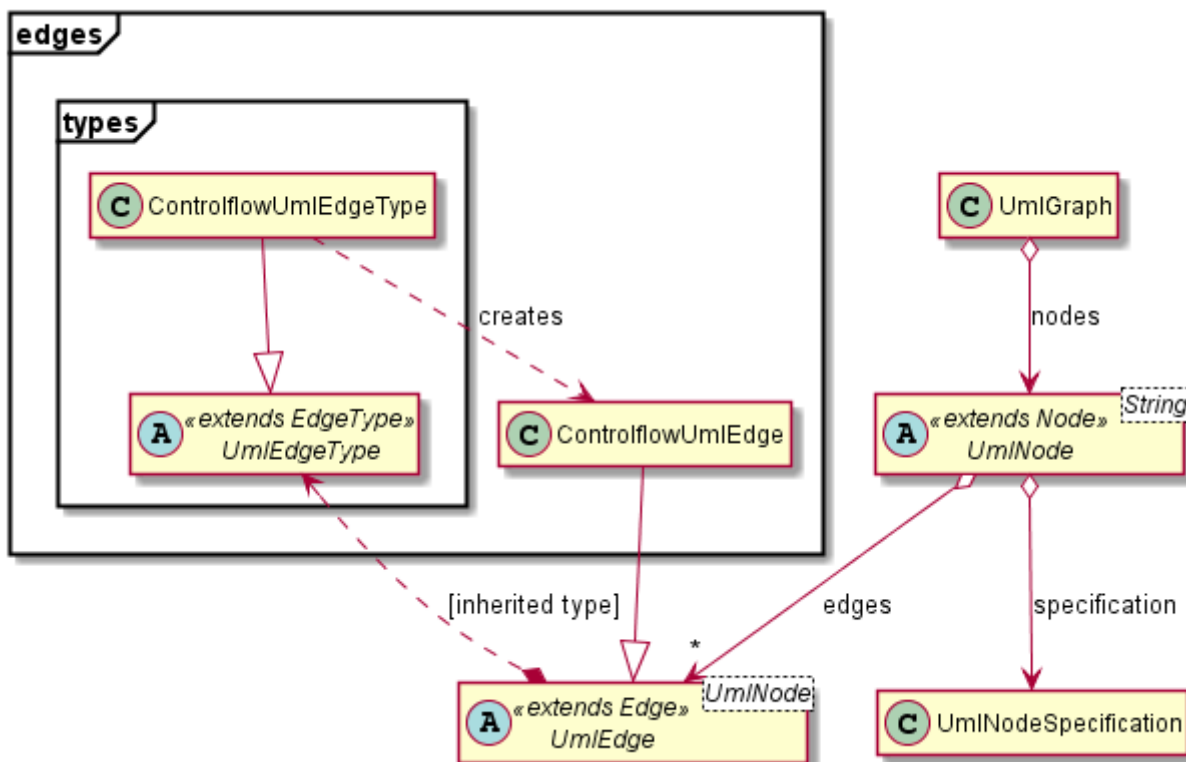 edges
types
C ControlflowUmlEdgeType
C UmlGraph
creates
nodes
String
A «extends EdgeType»
UmlEdgeType
C ControlflowUmlEdge
A «extends Node»
UmlNode
[inherited type]
edges
specification
*
UmlNode
A «extends Edge»
UmlEdge
C UmlNodeSpecification